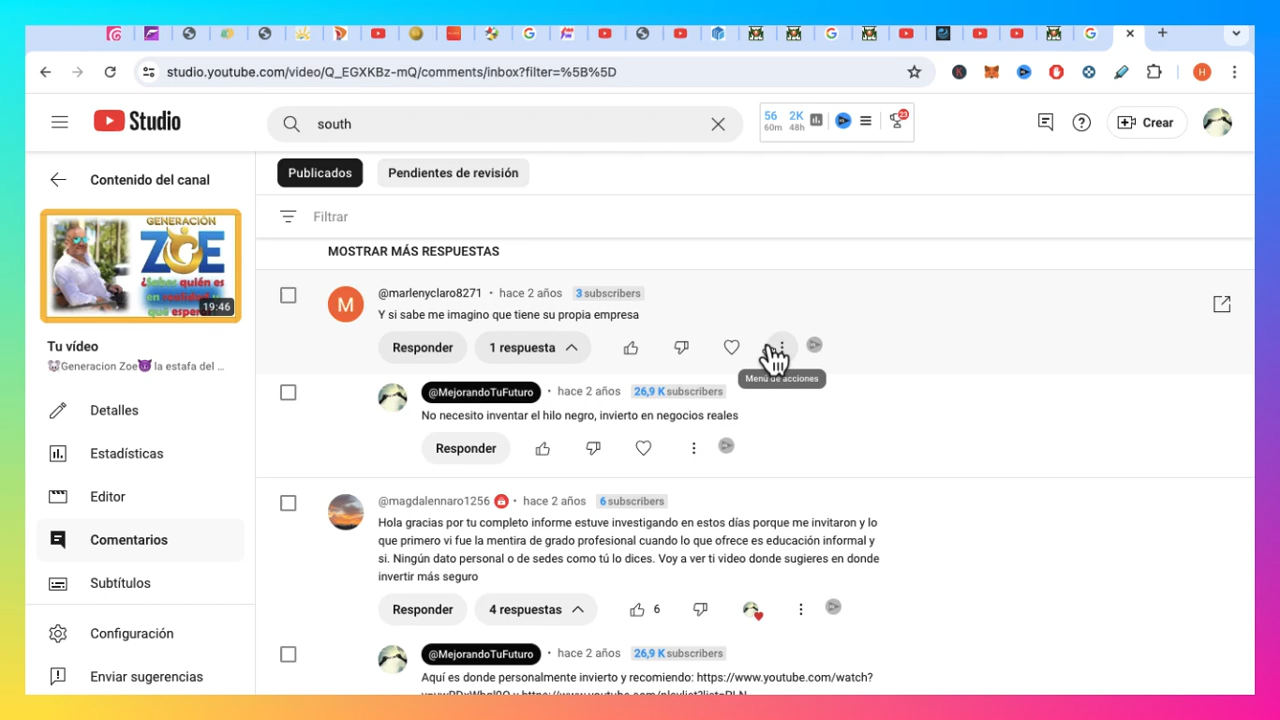 studio.youtube.com/video/Q_EGXKBz-mQ/comments/inbox?filter=%5B%5D
H
Studio
south
56 2K
60m 48h
23
Crear
Contenido del canal
Publicados
Pendientes de revisión
Filtrar
GENERACIÓN
ZOE
¿Sabes quién es
en realidad y
qué esperar
19:46
Tu vídeo
🐭Generacion Zoe😈 la estafa del …
Detalles
Estadísticas
Editor
Comentarios
Subtítulos
Configuración
Enviar sugerencias
MOSTRAR MÁS RESPUESTAS
M
@marlenyclaro8271 • hace 2 años 3 subscribers
Y si sabe me imagino que tiene su propia empresa
Responder 1 respuesta
Menú de acciones
@MejorandoTuFuturo • hace 2 años 26,9 K subscribers
No necesito inventar el hilo negro, invierto en negocios reales
Responder
@magdalennaro1256 • hace 2 años 6 subscribers
Hola gracias por tu completo informe estuve investigando en estos días porque me invitaron y lo
que primero vi fue la mentira de grado profesional cuando lo que ofrece es educación informal y
si. Ningún dato personal o de sedes como tú lo dices. Voy a ver ti video donde sugieres en donde
invertir más seguro
Responder 4 respuestas 6
@MejorandoTuFuturo • hace 2 años 26,9 K subscribers
Aquí es donde personalmente invierto y recomiendo: https://www.youtube.com/watch?